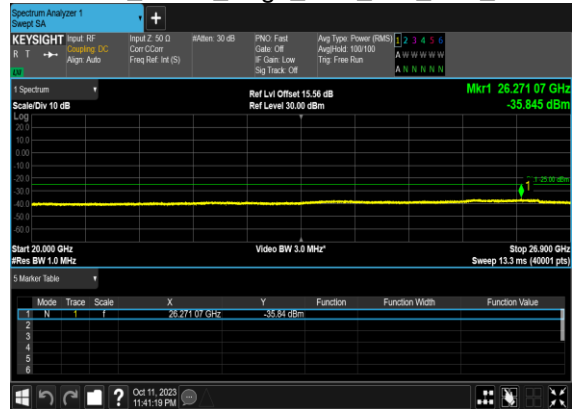 Spectrum Analyzer 1
Swept SA
+
KEYSIGHT Input: RF Input Z: 50 Ω #Atten: 30 dB PNO: Fast Avg Type: Power (RMS) 1 2 3 4 5 6
R T Coupling: DC Corr CCorr Gate: Off Avg|Hold: 100/100 A W W W W W
Align: Auto Freq Ref: Int (S) IF Gain: Low Trig: Free Run A N N N N N
Sig Track: Off
1 Spectrum Ref Lvl Offset 15.56 dB Mkr1 26.271 07 GHz
Scale/Div 10 dB Ref Level 30.00 dBm -35.845 dBm
Log
20.0
10.0
0.00
-10.0
-20.0
-30.0
-40.0
-50.0
-60.0
1
-25.00 dBm
Start 20.000 GHz Video BW 3.0 MHz* Stop 26.900 GHz
#Res BW 1.0 MHz Sweep 13.3 ms (40001 pts)
5 Marker Table
Mode Trace Scale X Y Function Function Width Function Value
1 N 1 f 26.271 07 GHz -35.84 dBm
2
3
4
5
6
? Oct 11, 2023
11:41:19 PM